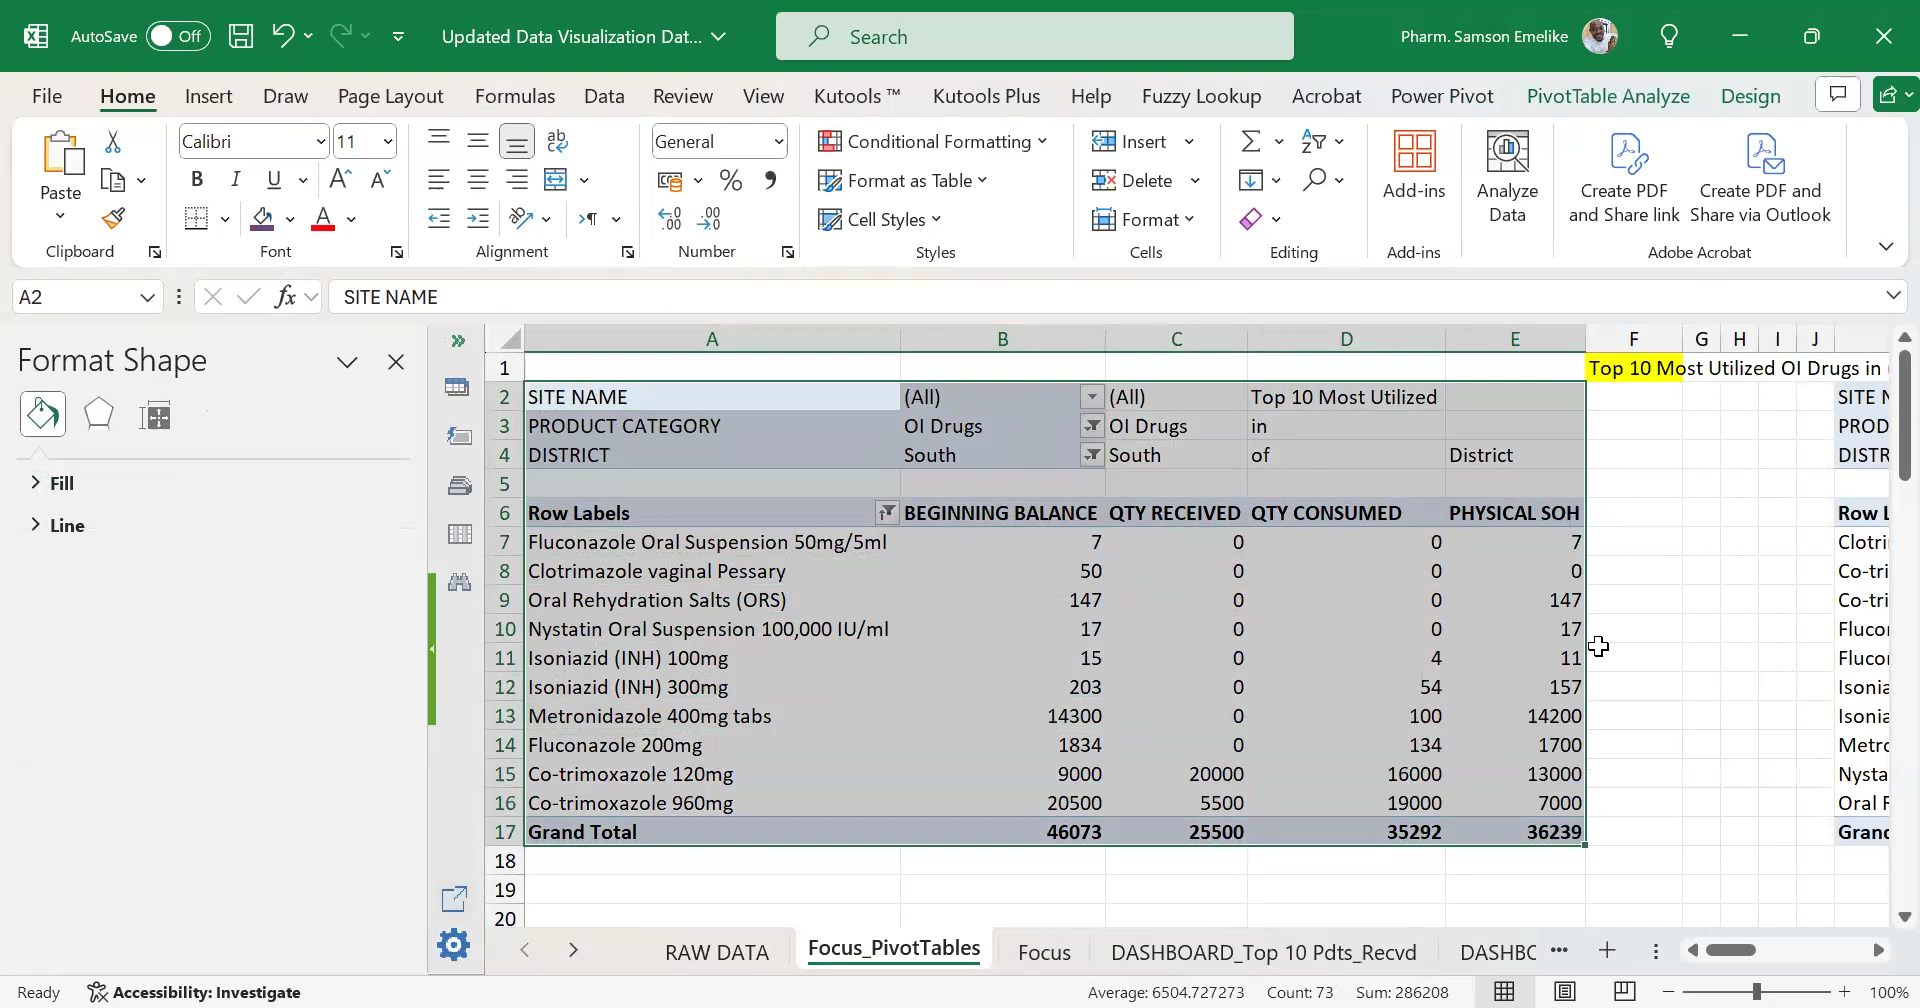 AutoSave Off Updated Data Visualization Dat... Search Pharm. Samson Emelike
File Home Insert Draw Page Layout Formulas Data Review View Kutools ™ Kutools Plus Help Fuzzy Lookup Acrobat Power Pivot PivotTable Analyze Design
Paste
Clipboard
Calibri 11
B I U
Font
Alignment
General
Number
Conditional Formatting
Format as Table
Cell Styles
Styles
Insert
Delete
Format
Cells
Editing
Add-ins
Add-ins
Analyze
Data
Create PDF
and Share link
Create PDF and
Share via Outlook
Adobe Acrobat
A2 fx SITE NAME
Format Shape
Fill
Line
A B C D E F G H I J
1 Top 10 Most Utilized OI Drugs in
2 SITE NAME (All) (All) Top 10 Most Utilized SITE N
3 PRODUCT CATEGORY OI Drugs OI Drugs in PROD
4 DISTRICT South South of District DISTR
5
6 Row Labels BEGINNING BALANCE QTY RECEIVED QTY CONSUMED PHYSICAL SOH Row L
7 Fluconazole Oral Suspension 50mg/5ml 7 0 0 7 Clotri
8 Clotrimazole vaginal Pessary 50 0 0 0 Co-tri
9 Oral Rehydration Salts (ORS) 147 0 0 147 Co-tri
10 Nystatin Oral Suspension 100,000 IU/ml 17 0 0 17 Fluco
11 Isoniazid (INH) 100mg 15 0 4 11 Fluco
12 Isoniazid (INH) 300mg 203 0 54 157 Isonia
13 Metronidazole 400mg tabs 14300 0 100 14200 Isonia
14 Fluconazole 200mg 1834 0 134 1700 Metro
15 Co-trimoxazole 120mg 9000 20000 16000 13000 Nysta
16 Co-trimoxazole 960mg 20500 5500 19000 7000 Oral R
17 Grand Total 46073 25500 35292 36239 Grand
18
19
20
RAW DATA Focus_PivotTables Focus DASHBOARD_Top 10 Pdts_Recvd DASHBC ...
Ready Accessibility: Investigate Average: 6504.727273 Count: 73 Sum: 286208 100%